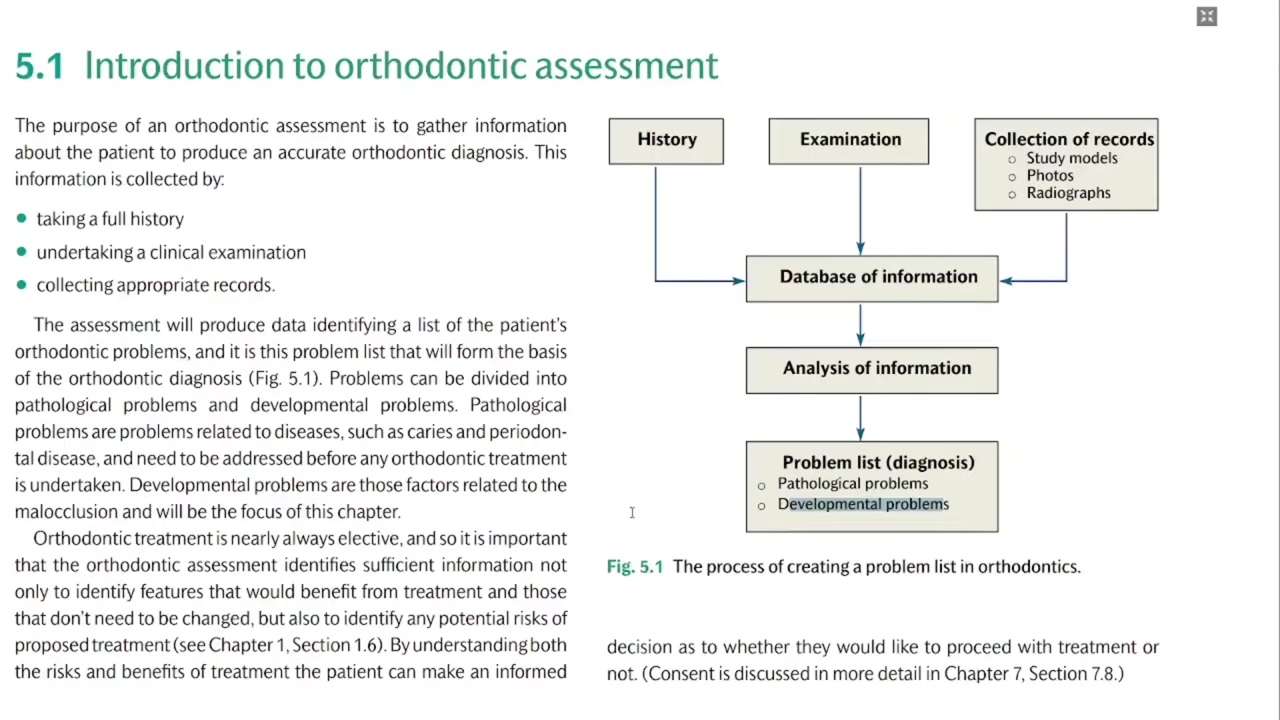 5.1 Introduction to orthodontic assessment
The purpose of an orthodontic assessment is to gather information
about the patient to produce an accurate orthodontic diagnosis. This
information is collected by:
• taking a full history
• undertaking a clinical examination
• collecting appropriate records.
The assessment will produce data identifying a list of the patient's
orthodontic problems, and it is this problem list that will form the basis
of the orthodontic diagnosis (Fig. 5.1). Problems can be divided into
pathological problems and developmental problems. Pathological
problems are problems related to diseases, such as caries and periodon-
tal disease, and need to be addressed before any orthodontic treatment
is undertaken. Developmental problems are those factors related to the
malocclusion and will be the focus of this chapter.
Orthodontic treatment is nearly always elective, and so it is important
that the orthodontic assessment identifies sufficient information not
only to identify features that would benefit from treatment and those
that don't need to be changed, but also to identify any potential risks of
proposed treatment (see Chapter 1, Section 1.6). By understanding both
the risks and benefits of treatment the patient can make an informed
History
Examination
Collection of records
o Study models
o Photos
o Radiographs
Database of information
Analysis of information
Problem list (diagnosis)
o Pathological problems
o Developmental problems
Fig. 5.1 The process of creating a problem list in orthodontics.
decision as to whether they would like to proceed with treatment or
not. (Consent is discussed in more detail in Chapter 7, Section 7.8.)